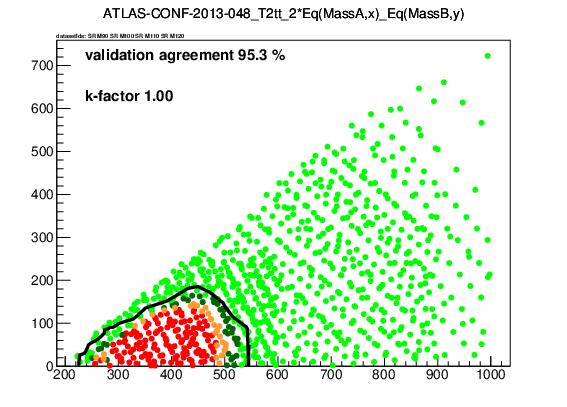 ATLAS-CONF-2013-048_T2tt_2*Eq(MassA,x)_Eq(MassB,y)
datasetIds: SR M90 SR M100 SR M110 SR M120
validation agreement 95.3 %
k-factor 1.00
700
600
500
400
300
200
100
0
200 300 400 500 600 700 800 900 1000